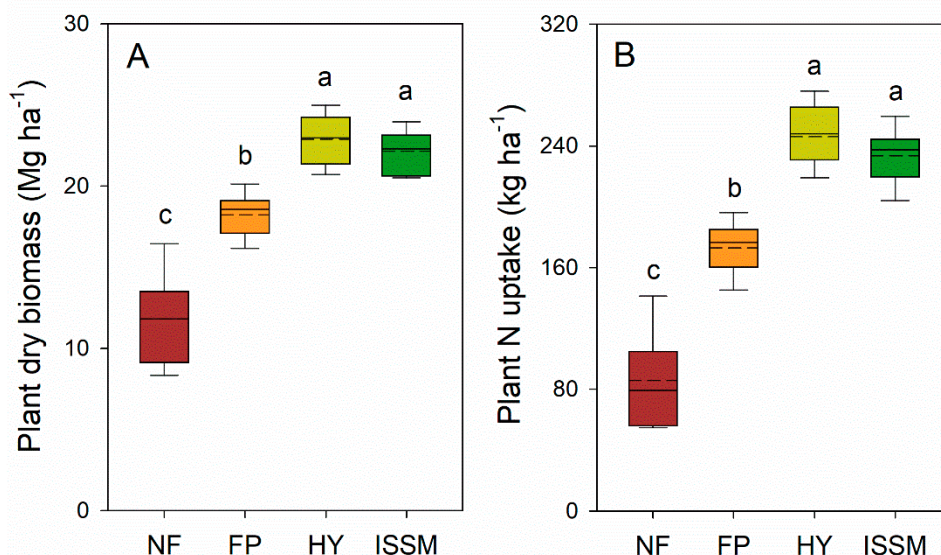 A
Plant dry biomass (Mg ha⁻¹)
30
20
10
0
c
b
a
a
NF FP HY ISSM
B
Plant N uptake (kg ha⁻¹)
320
240
160
80
0
c
b
a
a
NF FP HY ISSM